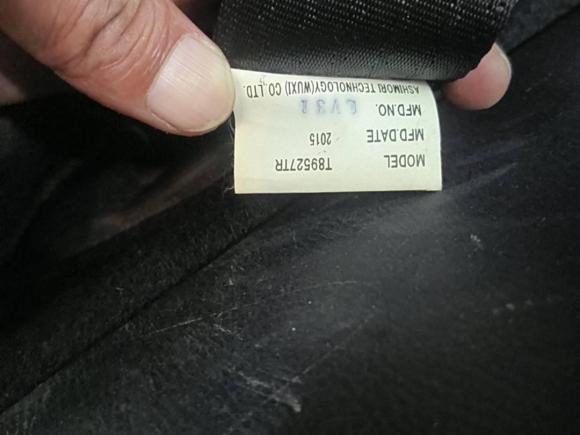 MODEL T89527TR
MFD.DATE 2015
MFD.NO.
ASHIMORI TECHNOLOGY(WUXI) CO.,LTD.